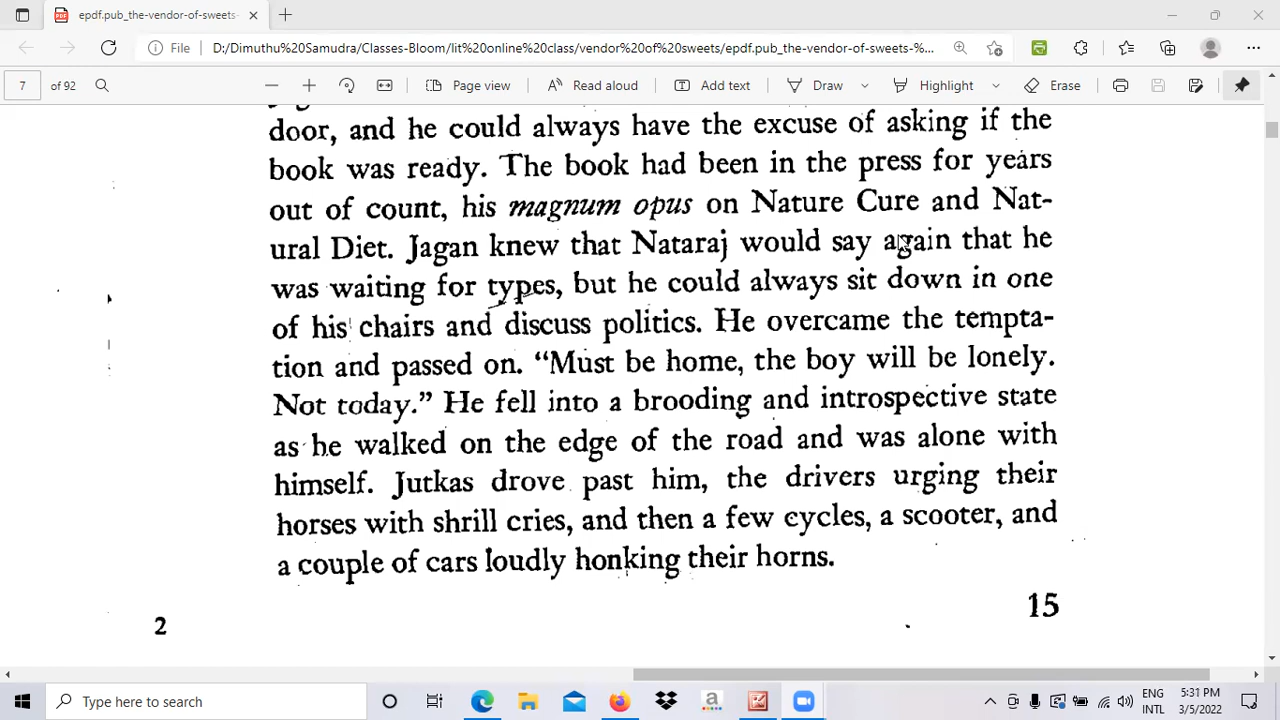 epdf.pub_the-vendor-of-sweets-
File
D:/Dimuthu%20Samudra/Classes-Bloom/lit%20online%20class/vendor%20of%20sweets/epdf.pub_the-vendor-of-sweets-%...
7 of 92
Page view
Read aloud
Add text
Draw
Highlight
Erase
door, and he could always have the excuse of asking if the
book was ready. The book had been in the press for years
out of count, his magnum opus on Nature Cure and Nat-
ural Diet. Jagan knew that Nataraj would say again that he
was waiting for types, but he could always sit down in one
of his chairs and discuss politics. He overcame the tempta-
tion and passed on. “Must be home, the boy will be lonely.
Not today.” He fell into a brooding and introspective state
as he walked on the edge of the road and was alone with
himself. Jutkas drove past him, the drivers urging their
horses with shrill cries, and then a few cycles, a scooter, and
a couple of cars loudly honking their horns.
15
2
Type here to search
ENG
INTL
5:31 PM
3/5/2022